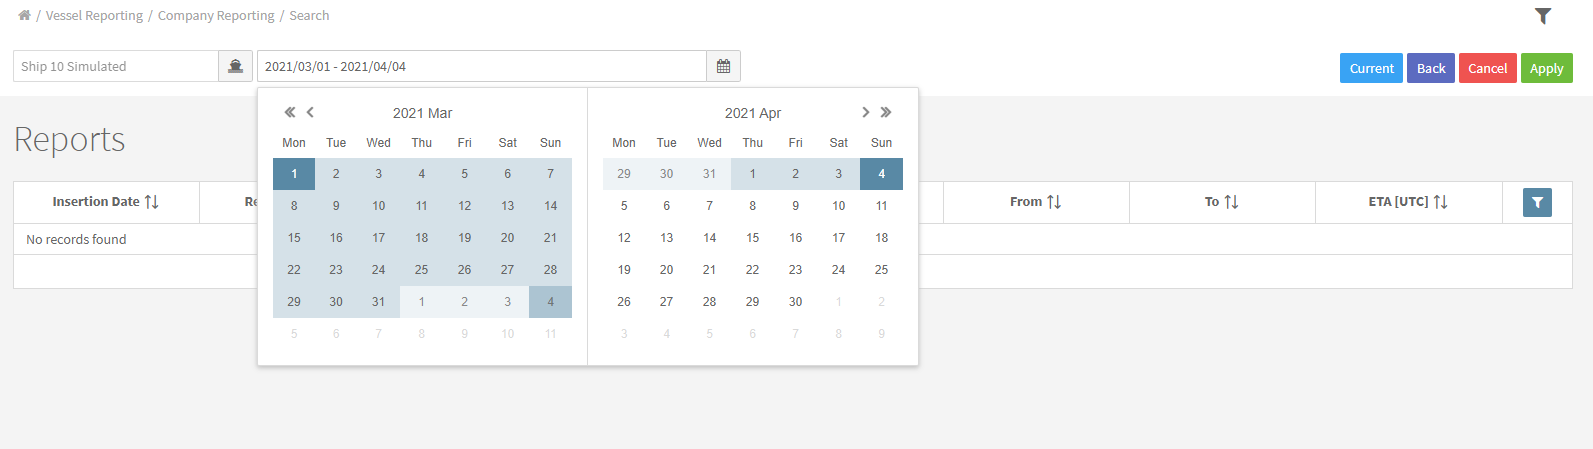 / Vessel Reporting / Company Reporting / Search
Ship 10 Simulated
2021/03/01 - 2021/04/04
Current
Back
Cancel
Apply
2021 Mar
Mon Tue Wed Thu Fri Sat Sun
1 2 3 4 5 6 7
8 9 10 11 12 13 14
15 16 17 18 19 20 21
22 23 24 25 26 27 28
29 30 31 1 2 3 4
5 6 7 8 9 10 11
2021 Apr
Mon Tue Wed Thu Fri Sat Sun
29 30 31 1 2 3 4
5 6 7 8 9 10 11
12 13 14 15 16 17 18
19 20 21 22 23 24 25
26 27 28 29 30 1 2
3 4 5 6 7 8 9
Reports
Insertion Date Re From To ETA [UTC]
No records found